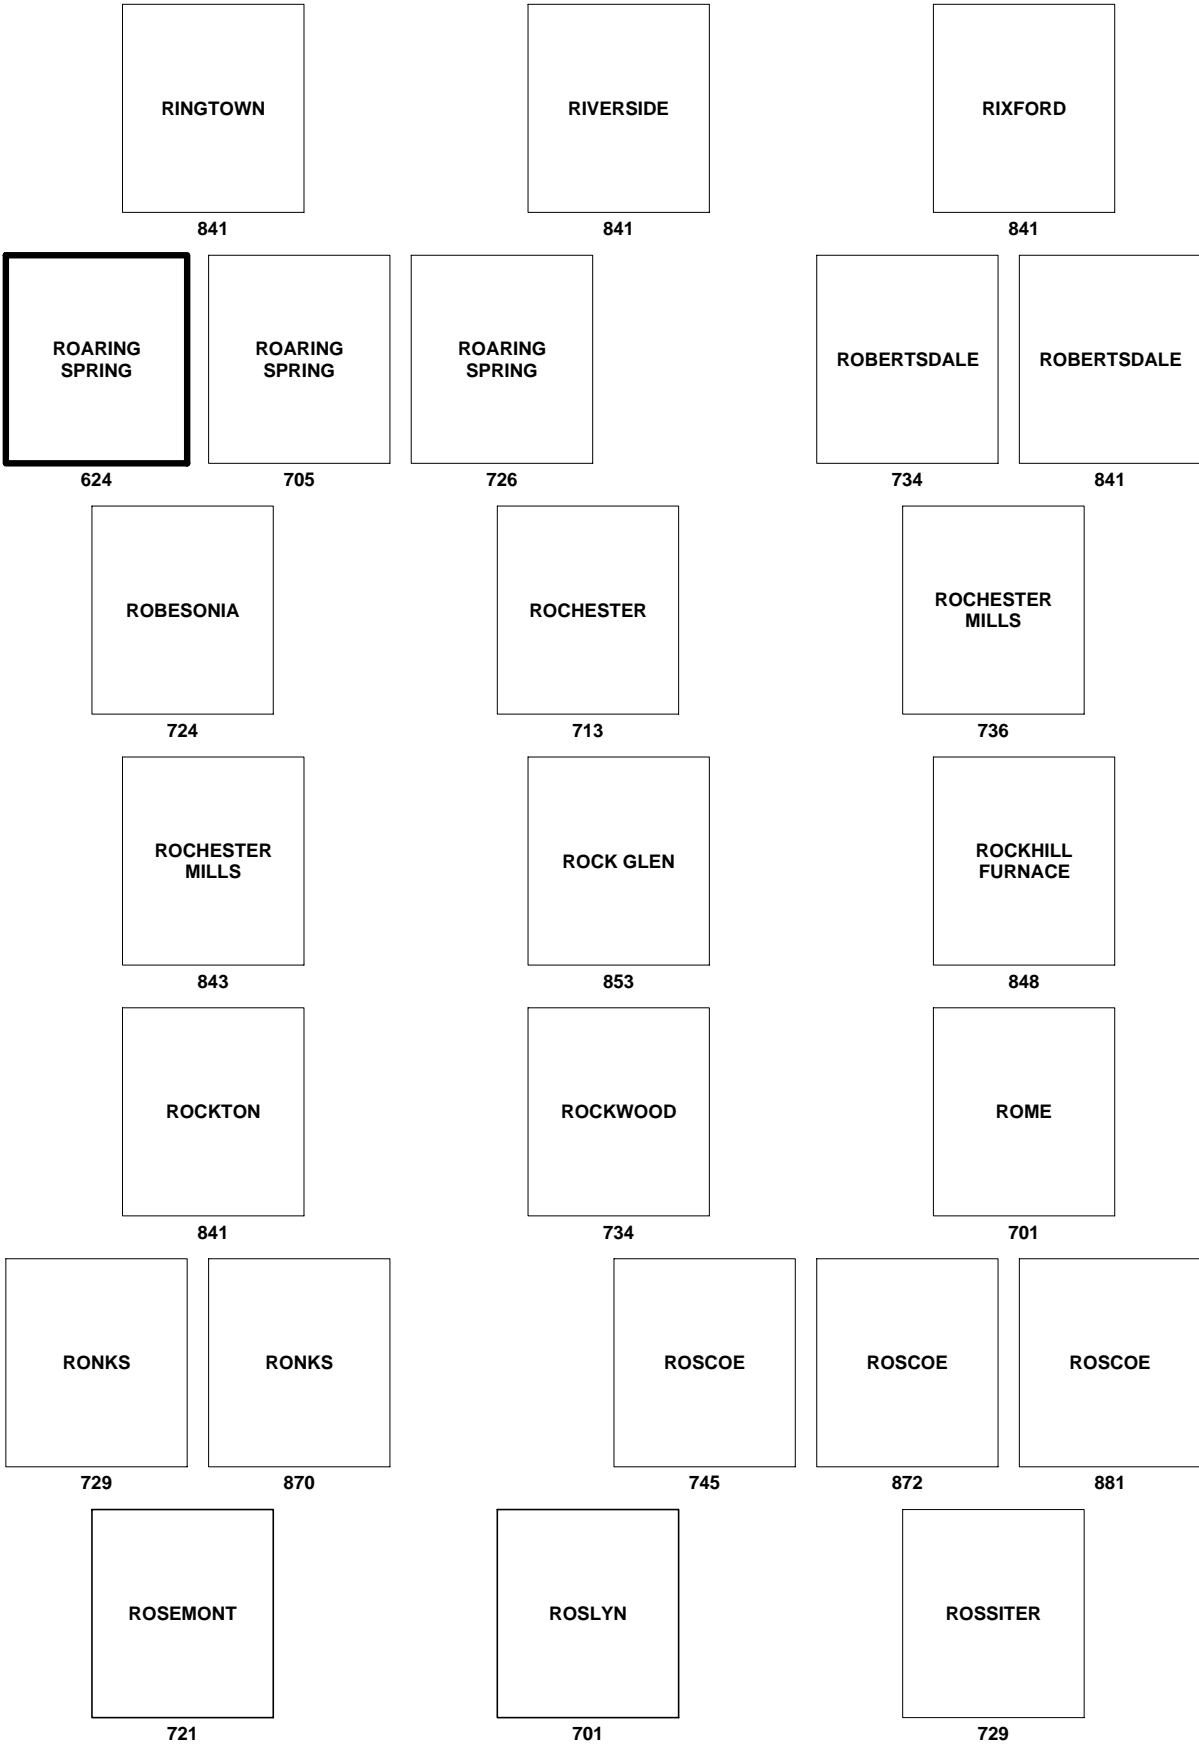 RINGTOWN
RIVERSIDE
RIXFORD
841
841
841
ROARING
SPRING
ROARING
SPRING
ROARING
SPRING
ROBERTSDALE
ROBERTSDALE
624
705
726
734
841
ROBESONIA
ROCHESTER
ROCHESTER
MILLS
724
713
736
ROCHESTER
MILLS
ROCK GLEN
ROCKHILL
FURNACE
843
853
848
ROCKTON
ROCKWOOD
ROME
841
734
701
RONKS
RONKS
ROSCOE
ROSCOE
ROSCOE
729
870
745
872
881
ROSEMONT
ROSLYN
ROSSITER
721
701
729